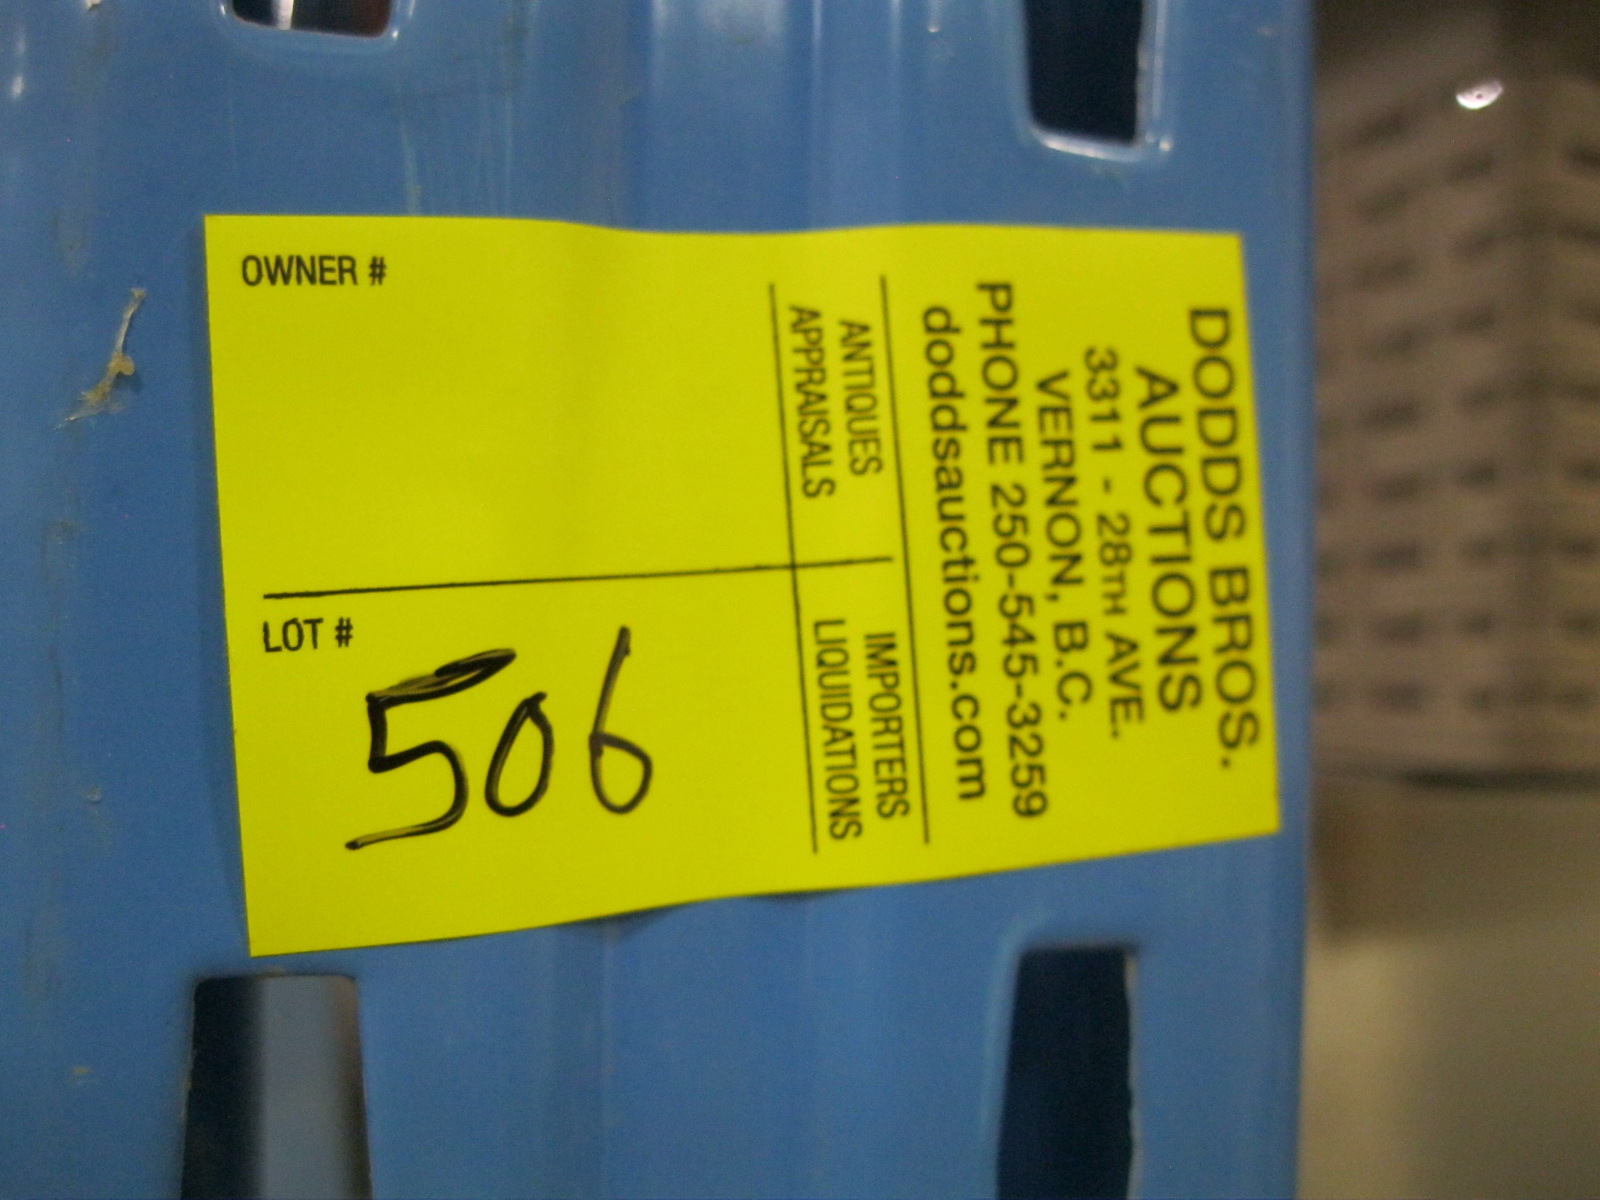 DODDS BROS.
AUCTIONS
3311 - 28TH AVE.
VERNON, B.C.
PHONE 250-545-3259
doddsauctions.com
ANTIQUES IMPORTERS
APPRAISALS LIQUIDATIONS
OWNER #
LOT #
506